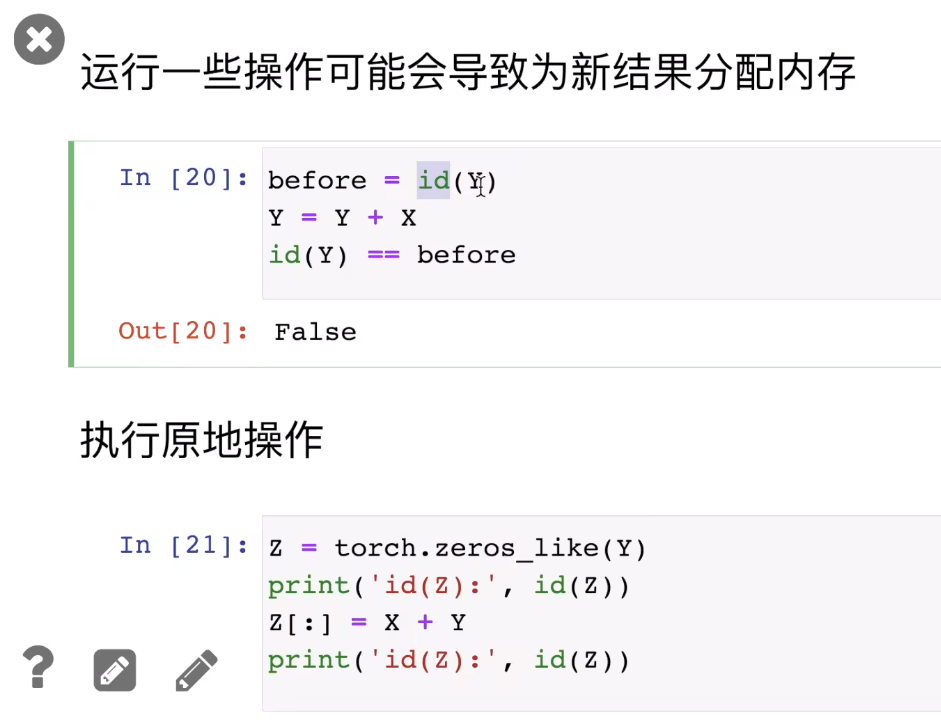 运行一些操作可能会导致为新结果分配内存
In [20]: before = id(Y)
Y = Y + X
id(Y) == before
Out[20]: False
执行原地操作
In [21]: Z = torch.zeros_like(Y)
print('id(Z):', id(Z))
Z[:] = X + Y
print('id(Z):', id(Z))